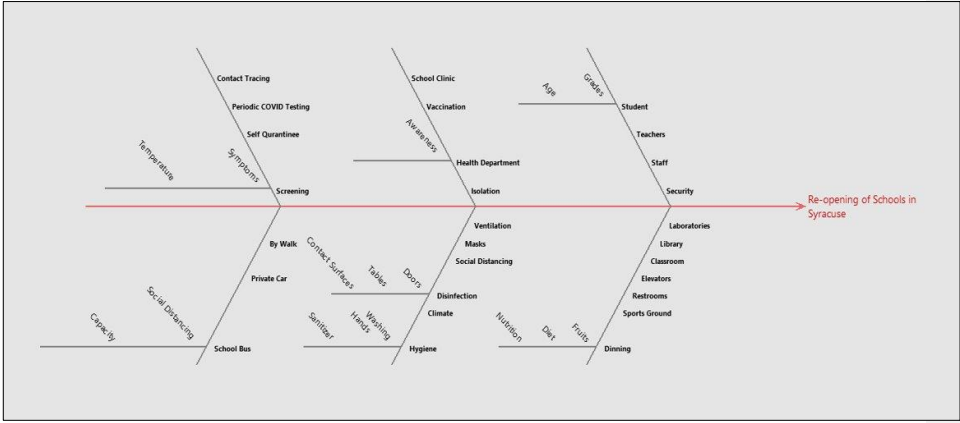 Contact Tracing
Periodic COVID Testing
Self Qurantinee
Symptoms
Temperature
Screening
School Clinic
Vaccination
Awareness
Health Department
Isolation
Grades
Age
Student
Teachers
Staff
Security
Re-opening of Schools in
Syracuse
By Walk
Private Car
Social Distancing
Capacity
School Bus
Ventilation
Masks
Social Distancing
Contact Surfaces
Tables
Doors
Disinfection
Climate
Sanitizer
Hands
Washing
Hygiene
Laboratories
Library
Classroom
Elevators
Restrooms
Sports Ground
Nutrition
Diet
Fruits
Dinning